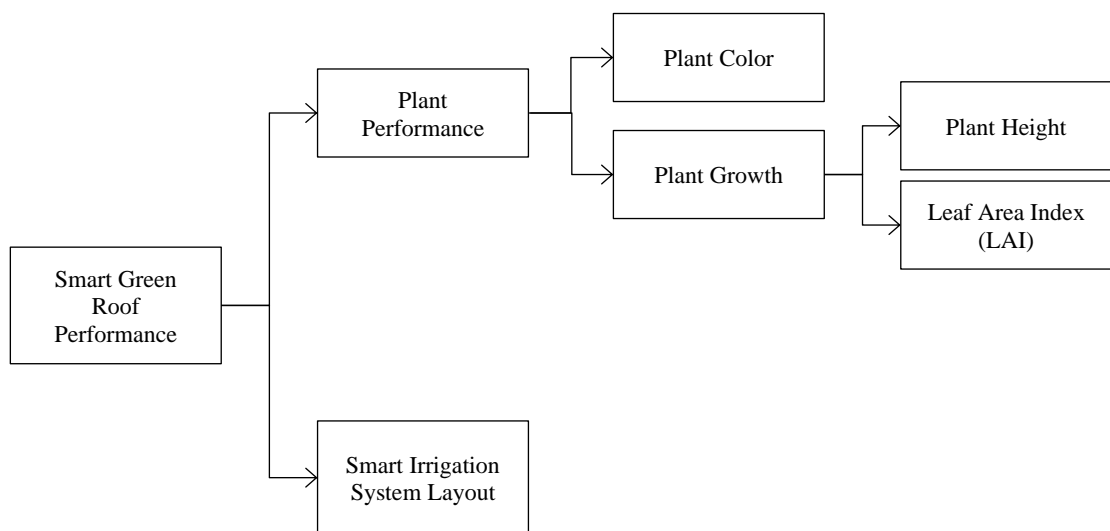 Smart Green
Roof
Performance
Plant
Performance
Plant Color
Plant Growth
Plant Height
Leaf Area Index
(LAI)
Smart Irrigation
System Layout